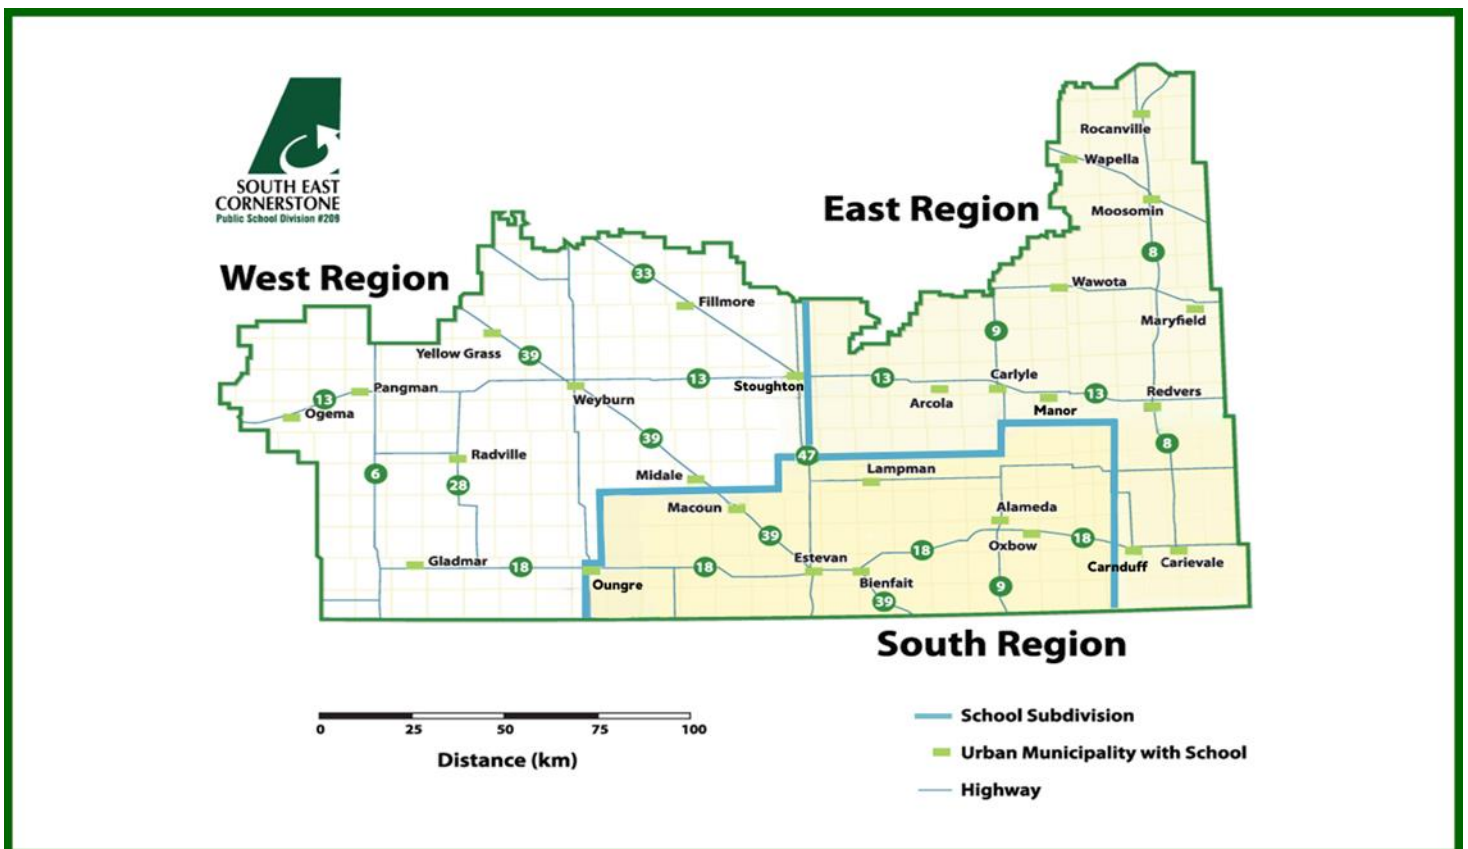 SOUTH EAST
CORNERSTONE
Public School Division #209
West Region
East Region
South Region
Rocanville
Wapella
Moosomin
8
Wawota
Maryfield
33
Fillmore
9
Yellow Grass
39
13
Stoughton
13
Carlyle
Pangman
Weyburn
Arcola
Manor
13
Redvers
13
Ogema
39
8
Radville
47
Lampman
6
28
Midale
Macoun
Alameda
39
Oxbow
18
Gladmar
18
Oungre
18
Estevan
18
Bienfait
39
9
Carnduff
Carievale
0 25 50 75 100
Distance (km)
School Subdivision
Urban Municipality with School
Highway